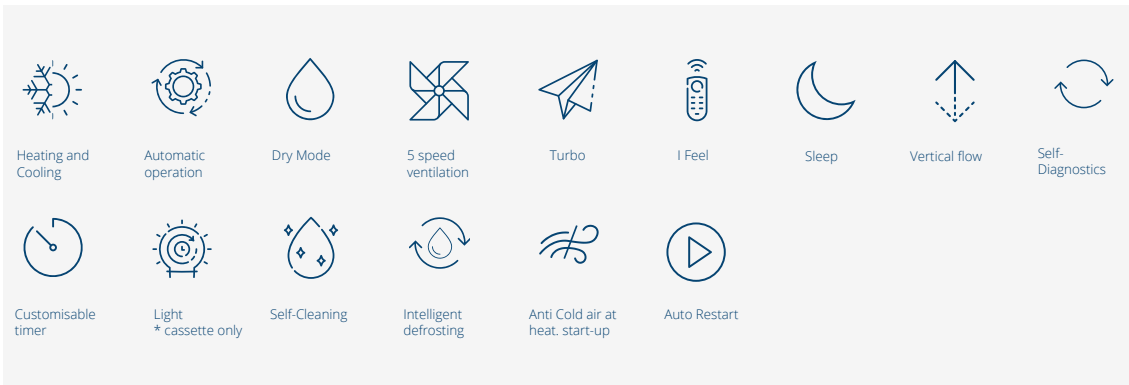 Heating and
Cooling
Automatic
operation
Dry Mode
5 speed
ventilation
Turbo
I Feel
Sleep
Vertical flow
Self-
Diagnostics
Customisable
timer
Light
* cassette only
Self-Cleaning
Intelligent
defrosting
Anti Cold air at
heat. start-up
Auto Restart